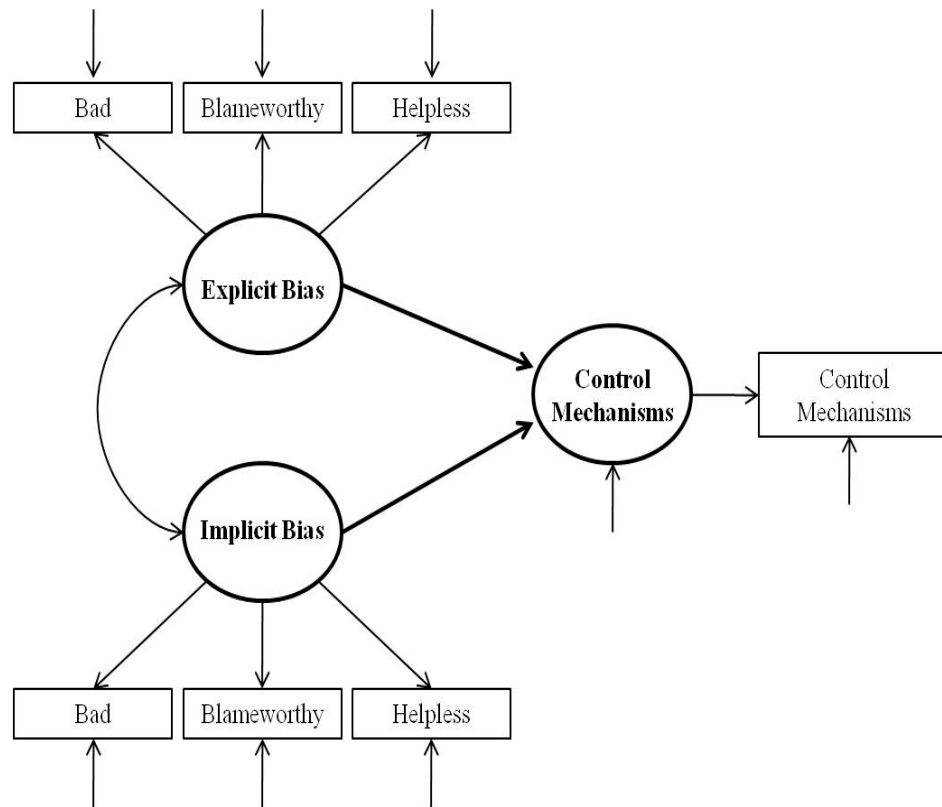 Bad
Blameworthy
Helpless
Explicit Bias
Control
Mechanisms
Control
Mechanisms
Implicit Bias
Bad
Blameworthy
Helpless